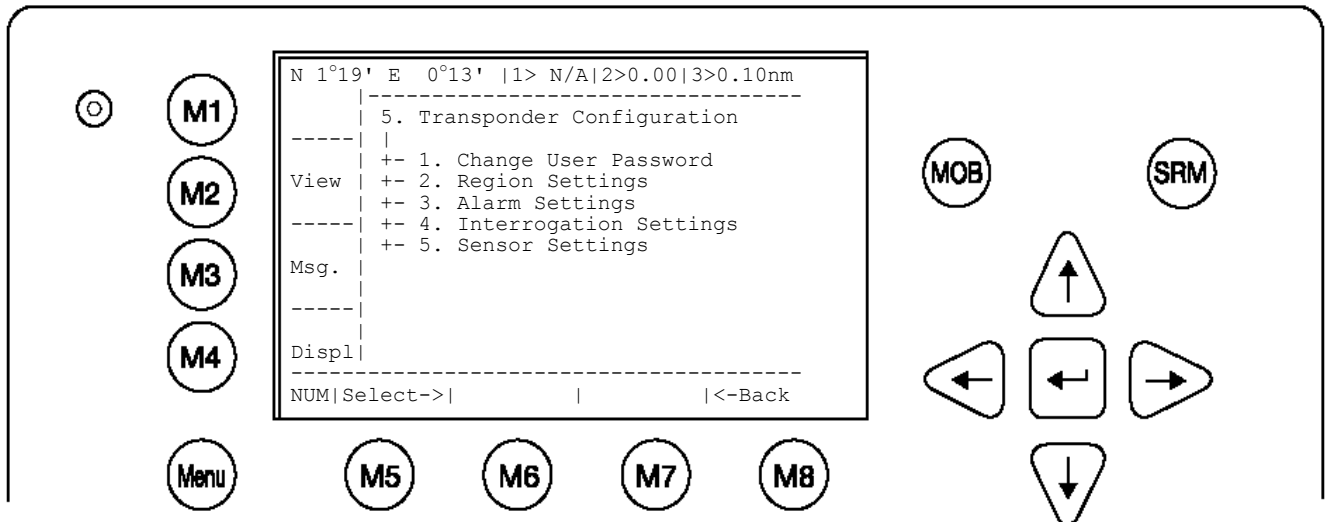 N 1°19' E  0°13' |1> N/A|2>0.00|3>0.10nm
5. Transponder Configuration
+- 1. Change User Password
+- 2. Region Settings
+- 3. Alarm Settings
+- 4. Interrogation Settings
+- 5. Sensor Settings
View
Msg.
Displ
NUM|Select->|        |        |<-Back
M1
M2
M3
M4
Menu
M5
M6
M7
M8
MOB
SRM